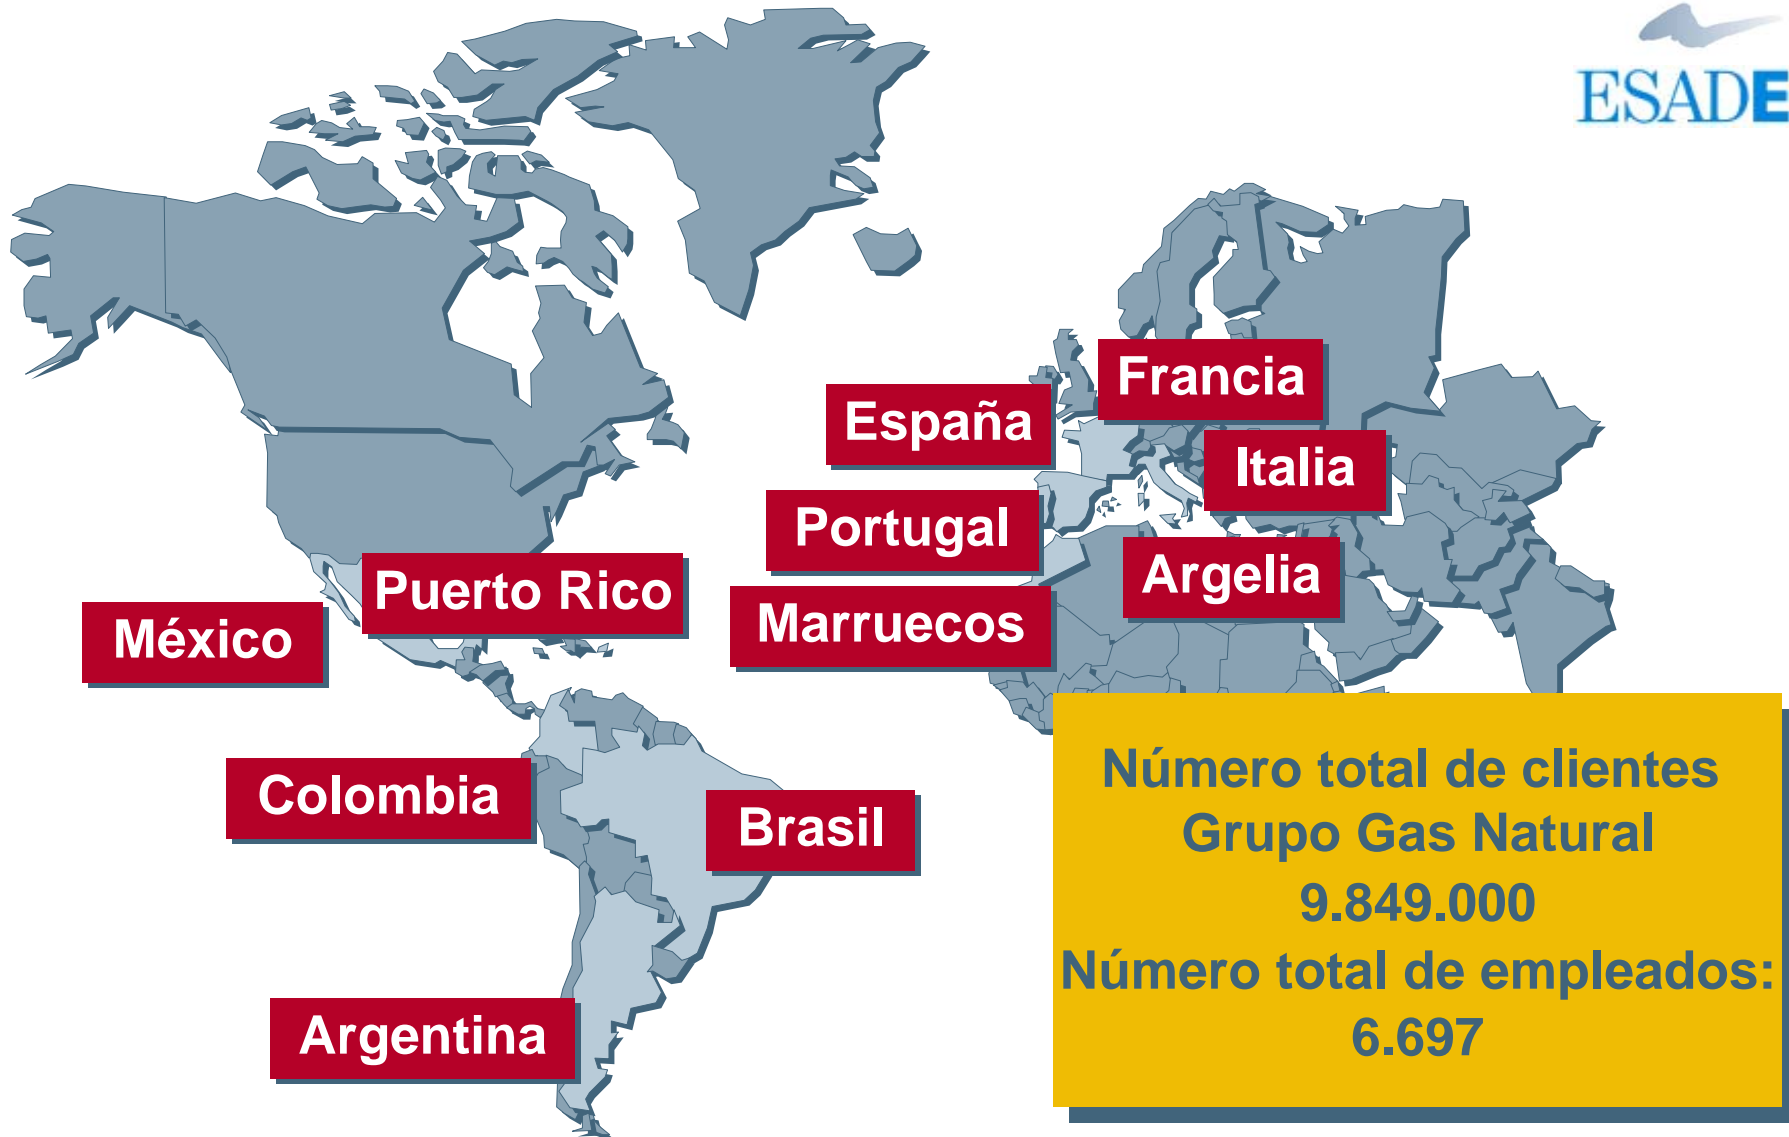 ESADE
Francia
España
Italia
Portugal
Argelia
Puerto Rico
Marruecos
México
Colombia
Brasil
Argentina
Número total de clientes
Grupo Gas Natural
9.849.000
Número total de empleados:
6.697